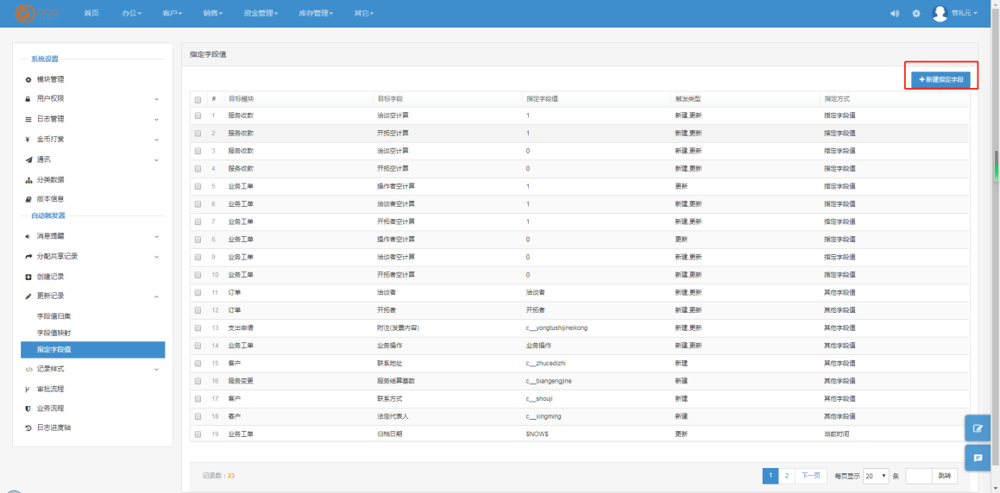 首页 办公 客户 销售 资金管理 库存管理 其它 曾礼元
系统设置
模块管理
用户权限
日志管理
¥ 金币打赏
通讯
分类数据
版本信息
自动触发器
消息提醒
分配共享记录
创建记录
更新记录
字段值归集
字段值映射
指定字段值
</> 记录样式
审批流程
业务流程
日志进度轴
指定字段值
+新建指定字段
# 目标模块 目标字段 指定字段值 触发类型 指定方式
1 服务收款 洽谈空计算 1 新建,更新 指定字段值
2 服务收款 开拓空计算 1 新建,更新 指定字段值
3 服务收款 洽谈空计算 0 新建,更新 指定字段值
4 服务收款 开拓空计算 0 新建,更新 指定字段值
5 业务工单 操作者空计算 1 更新 指定字段值
6 业务工单 洽谈者空计算 1 新建,更新 指定字段值
7 业务工单 开拓者空计算 1 新建,更新 指定字段值
8 业务工单 操作者空计算 0 更新 指定字段值
9 业务工单 洽谈者空计算 0 新建,更新 指定字段值
10 业务工单 开拓者空计算 0 新建,更新 指定字段值
11 订单 洽谈者 洽谈者 新建,更新 其他字段值
12 订单 开拓者 开拓者 新建,更新 其他字段值
13 支出申请 附注(发票内容) c__yongtushijineikong 新建,更新 其他字段值
14 业务工单 业务操作 业务操作 新建,更新 其他字段值
15 客户 联系地址 c__zhucedizhi 新建 其他字段值
16 服务变更 服务结算基数 c__biangengjine 新建 其他字段值
17 客户 联系方式 c__shouji 新建 其他字段值
18 客户 法定代表人 c__xingming 新建 其他字段值
19 业务工单 归档日期 $NOW$ 更新 当前时间
记录数：23
1 2 下一页 每页显示 20 条 跳转